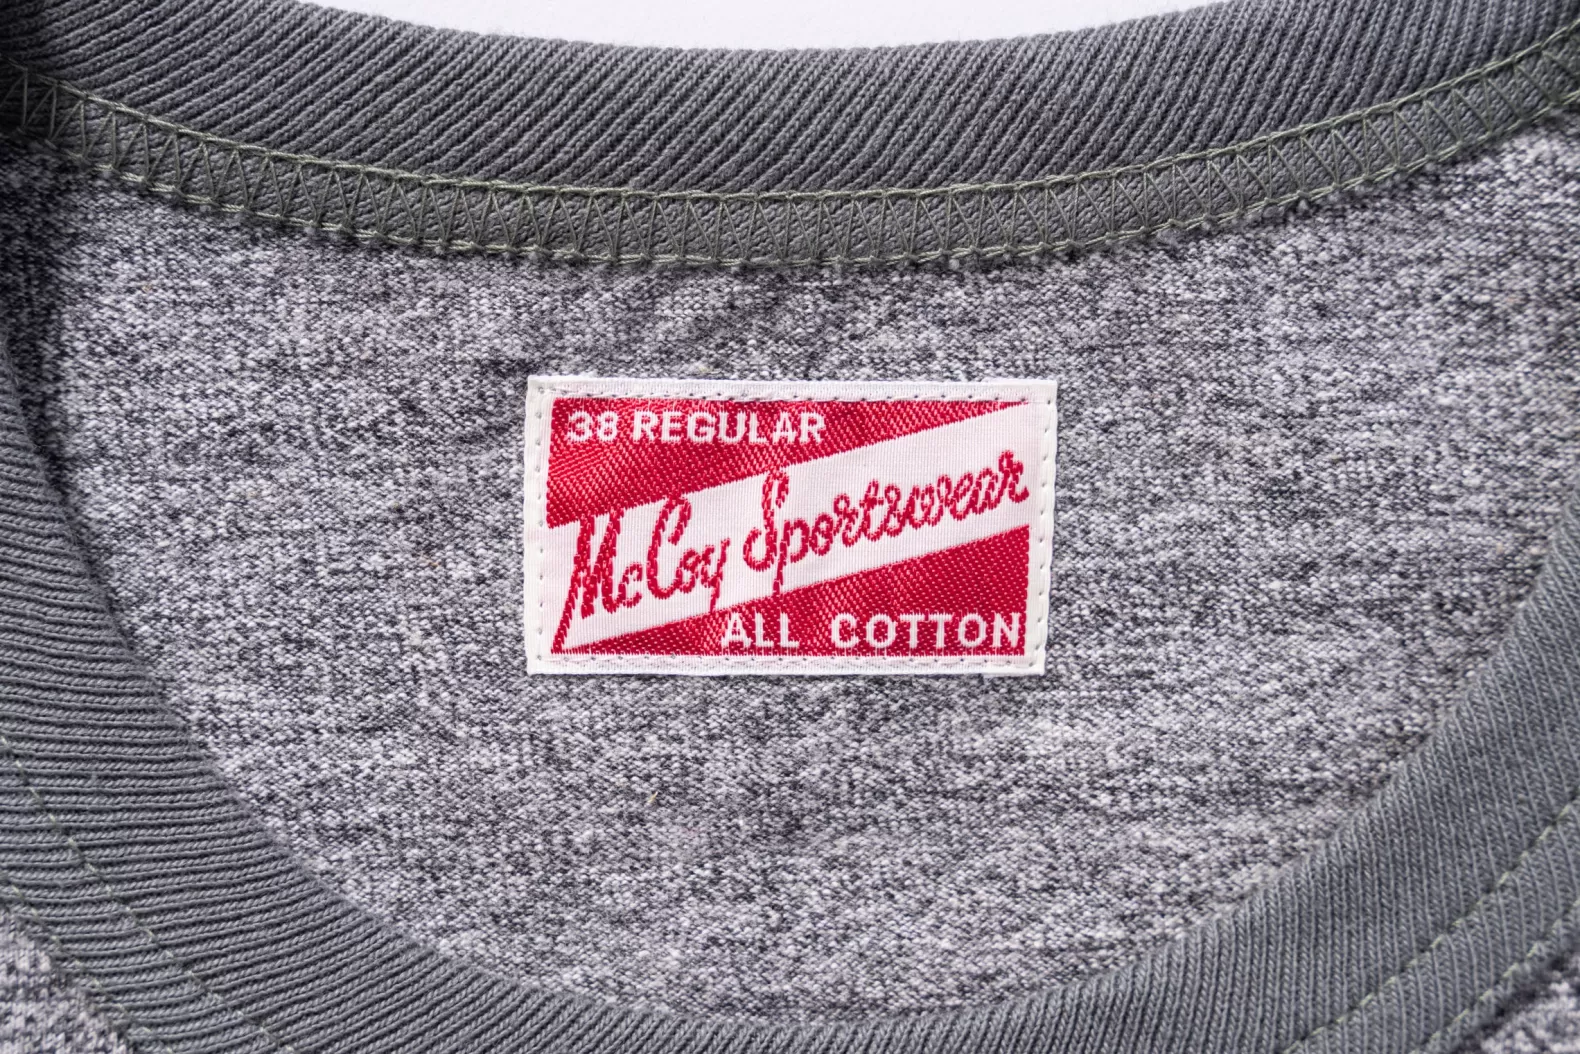 38 REGULAR
McCoy Sportswear
ALL COTTON